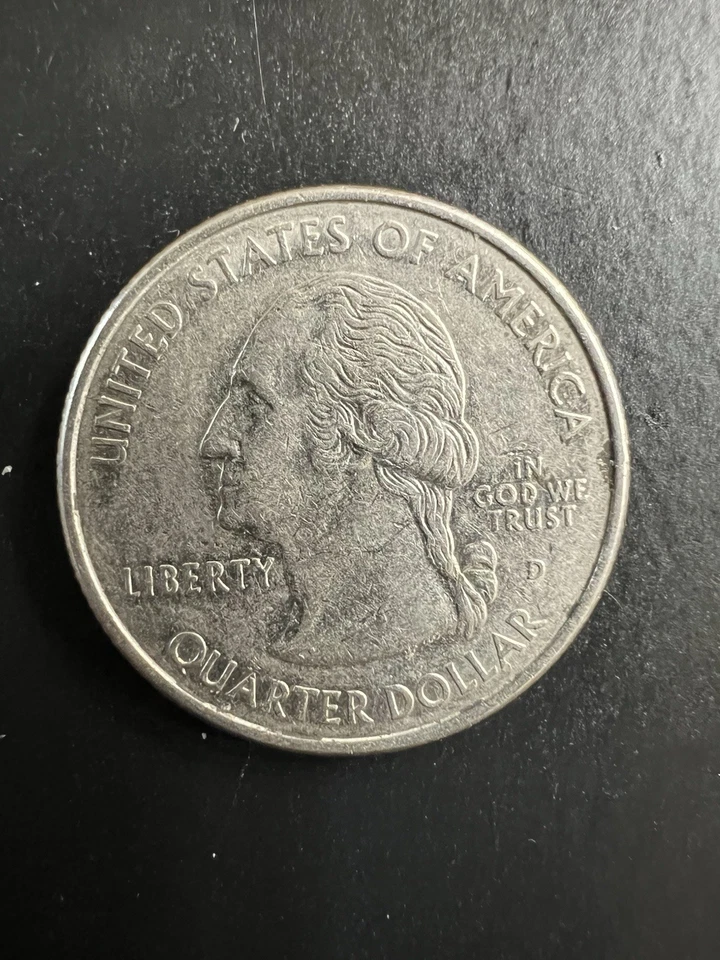 UNITED STATES OF AMERICA
IN
GOD WE
TRUST
LIBERTY
D
QUARTER DOLLAR